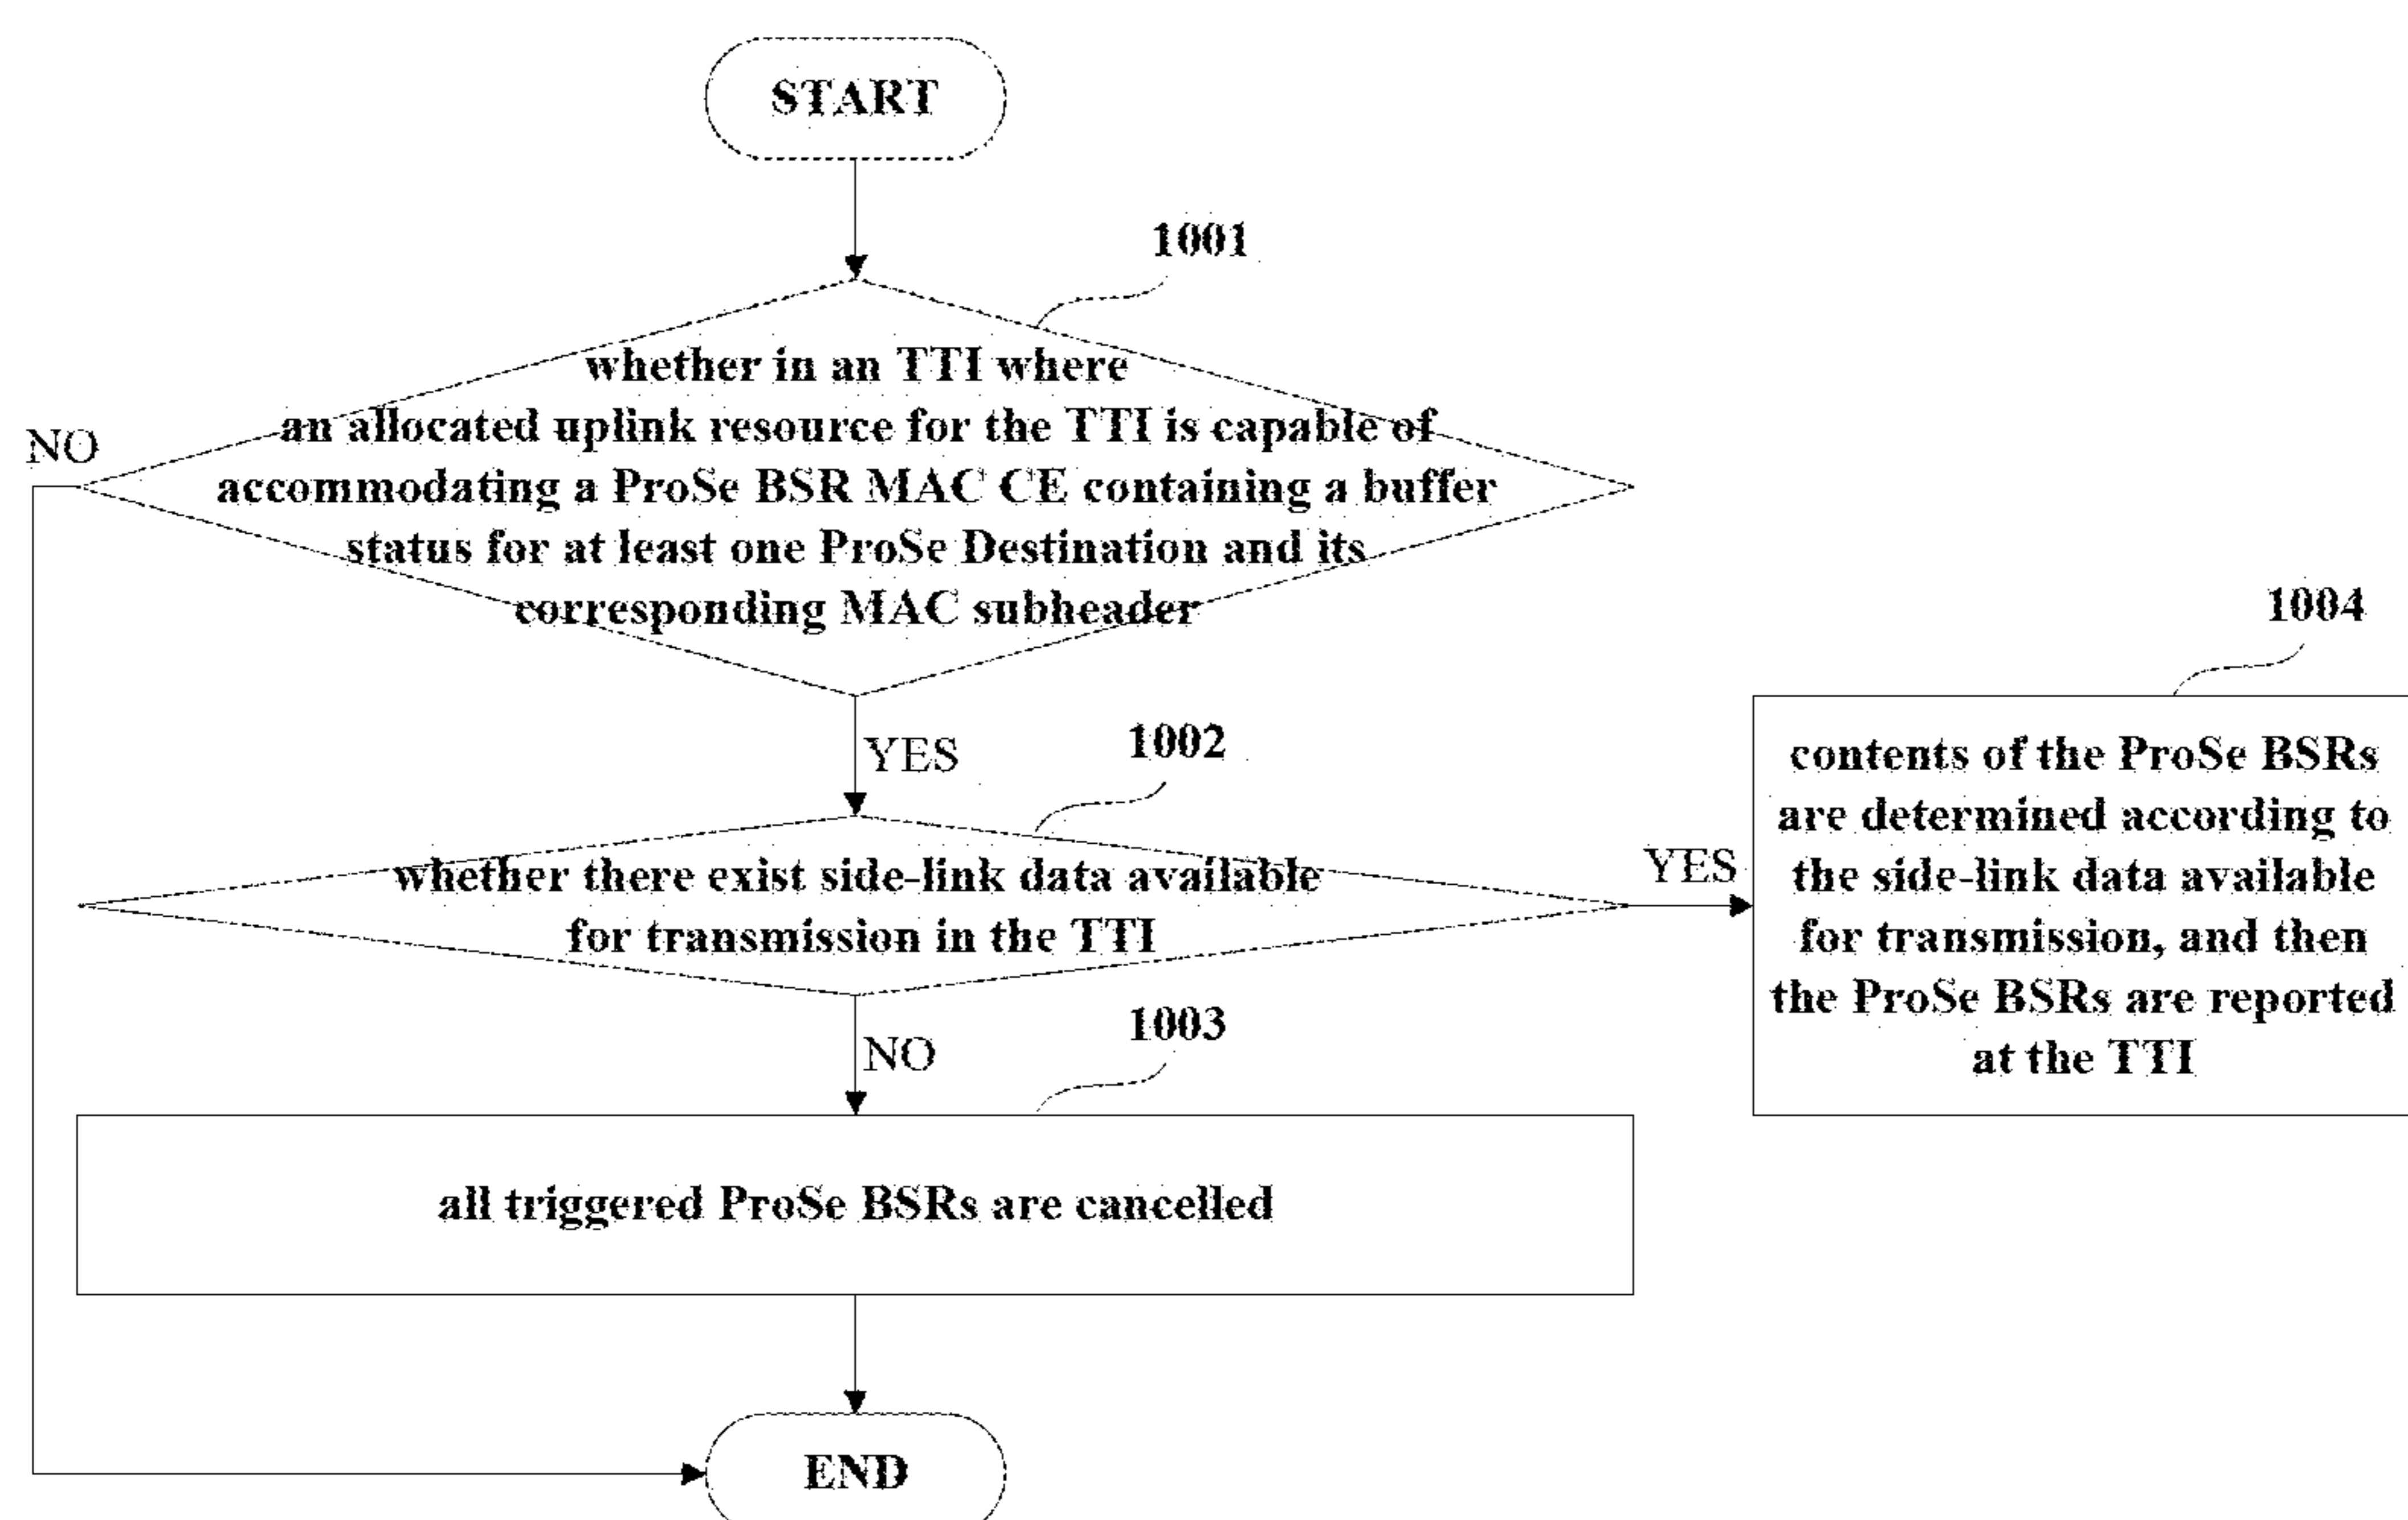 START
1001
whether in an TTI where
an allocated uplink resource for the TTI is capable of
accommodating a ProSe BSR MAC CE containing a buffer
status for at least one ProSe Destination and its
corresponding MAC subheader
NO
YES
1002
whether there exist side-link data available
for transmission in the TTI
YES
1004
contents of the ProSe BSRs
are determined according to
the side-link data available
for transmission, and then
the ProSe BSRs are reported
at the TTI
NO
1003
all triggered ProSe BSRs are cancelled
END